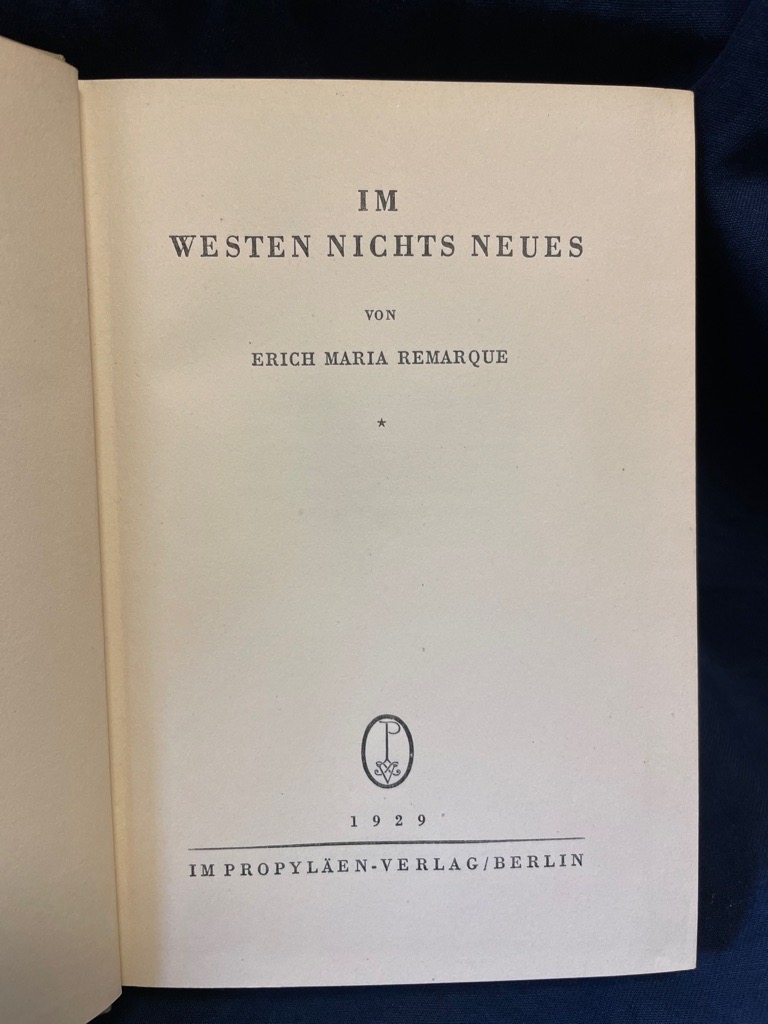 IM
WESTEN NICHTS NEUES
VON
ERICH MARIA REMARQUE
*
1929
IM PROPYLÄEN-VERLAG/BERLIN